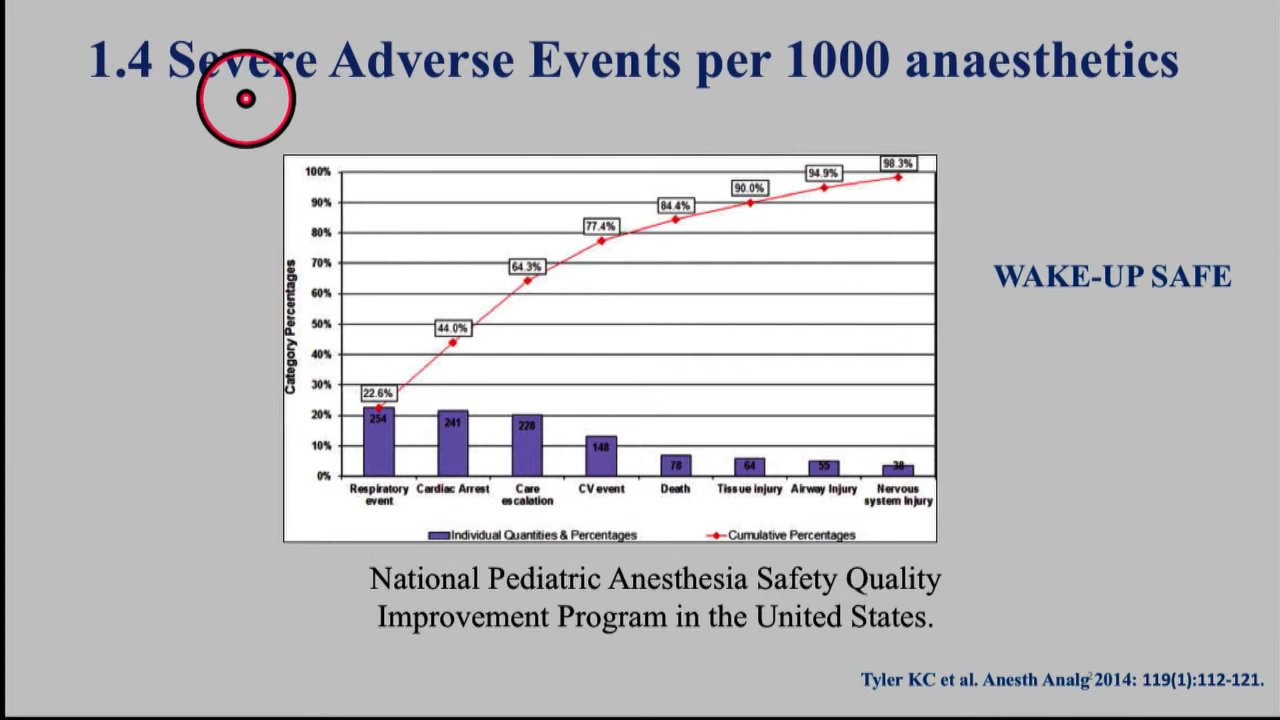 1.4 Severe Adverse Events per 1000 anaesthetics
98.3%
94.9%
90.0%
84.4%
77.4%
64.3%
44.0%
22.6%
100%
90%
80%
70%
60%
50%
40%
30%
20%
10%
0%
Category Percentages
254
241
228
148
78
64
55
38
Respiratory event
Cardiac Arrest
Care escalation
CV event
Death
Tissue injury
Airway Injury
Nervous system Injury
Individual Quantities & Percentages
Cumulative Percentages
WAKE-UP SAFE
National Pediatric Anesthesia Safety Quality
Improvement Program in the United States.
Tyler KC et al. Anesth Analg 2014: 119(1):112-121.
2